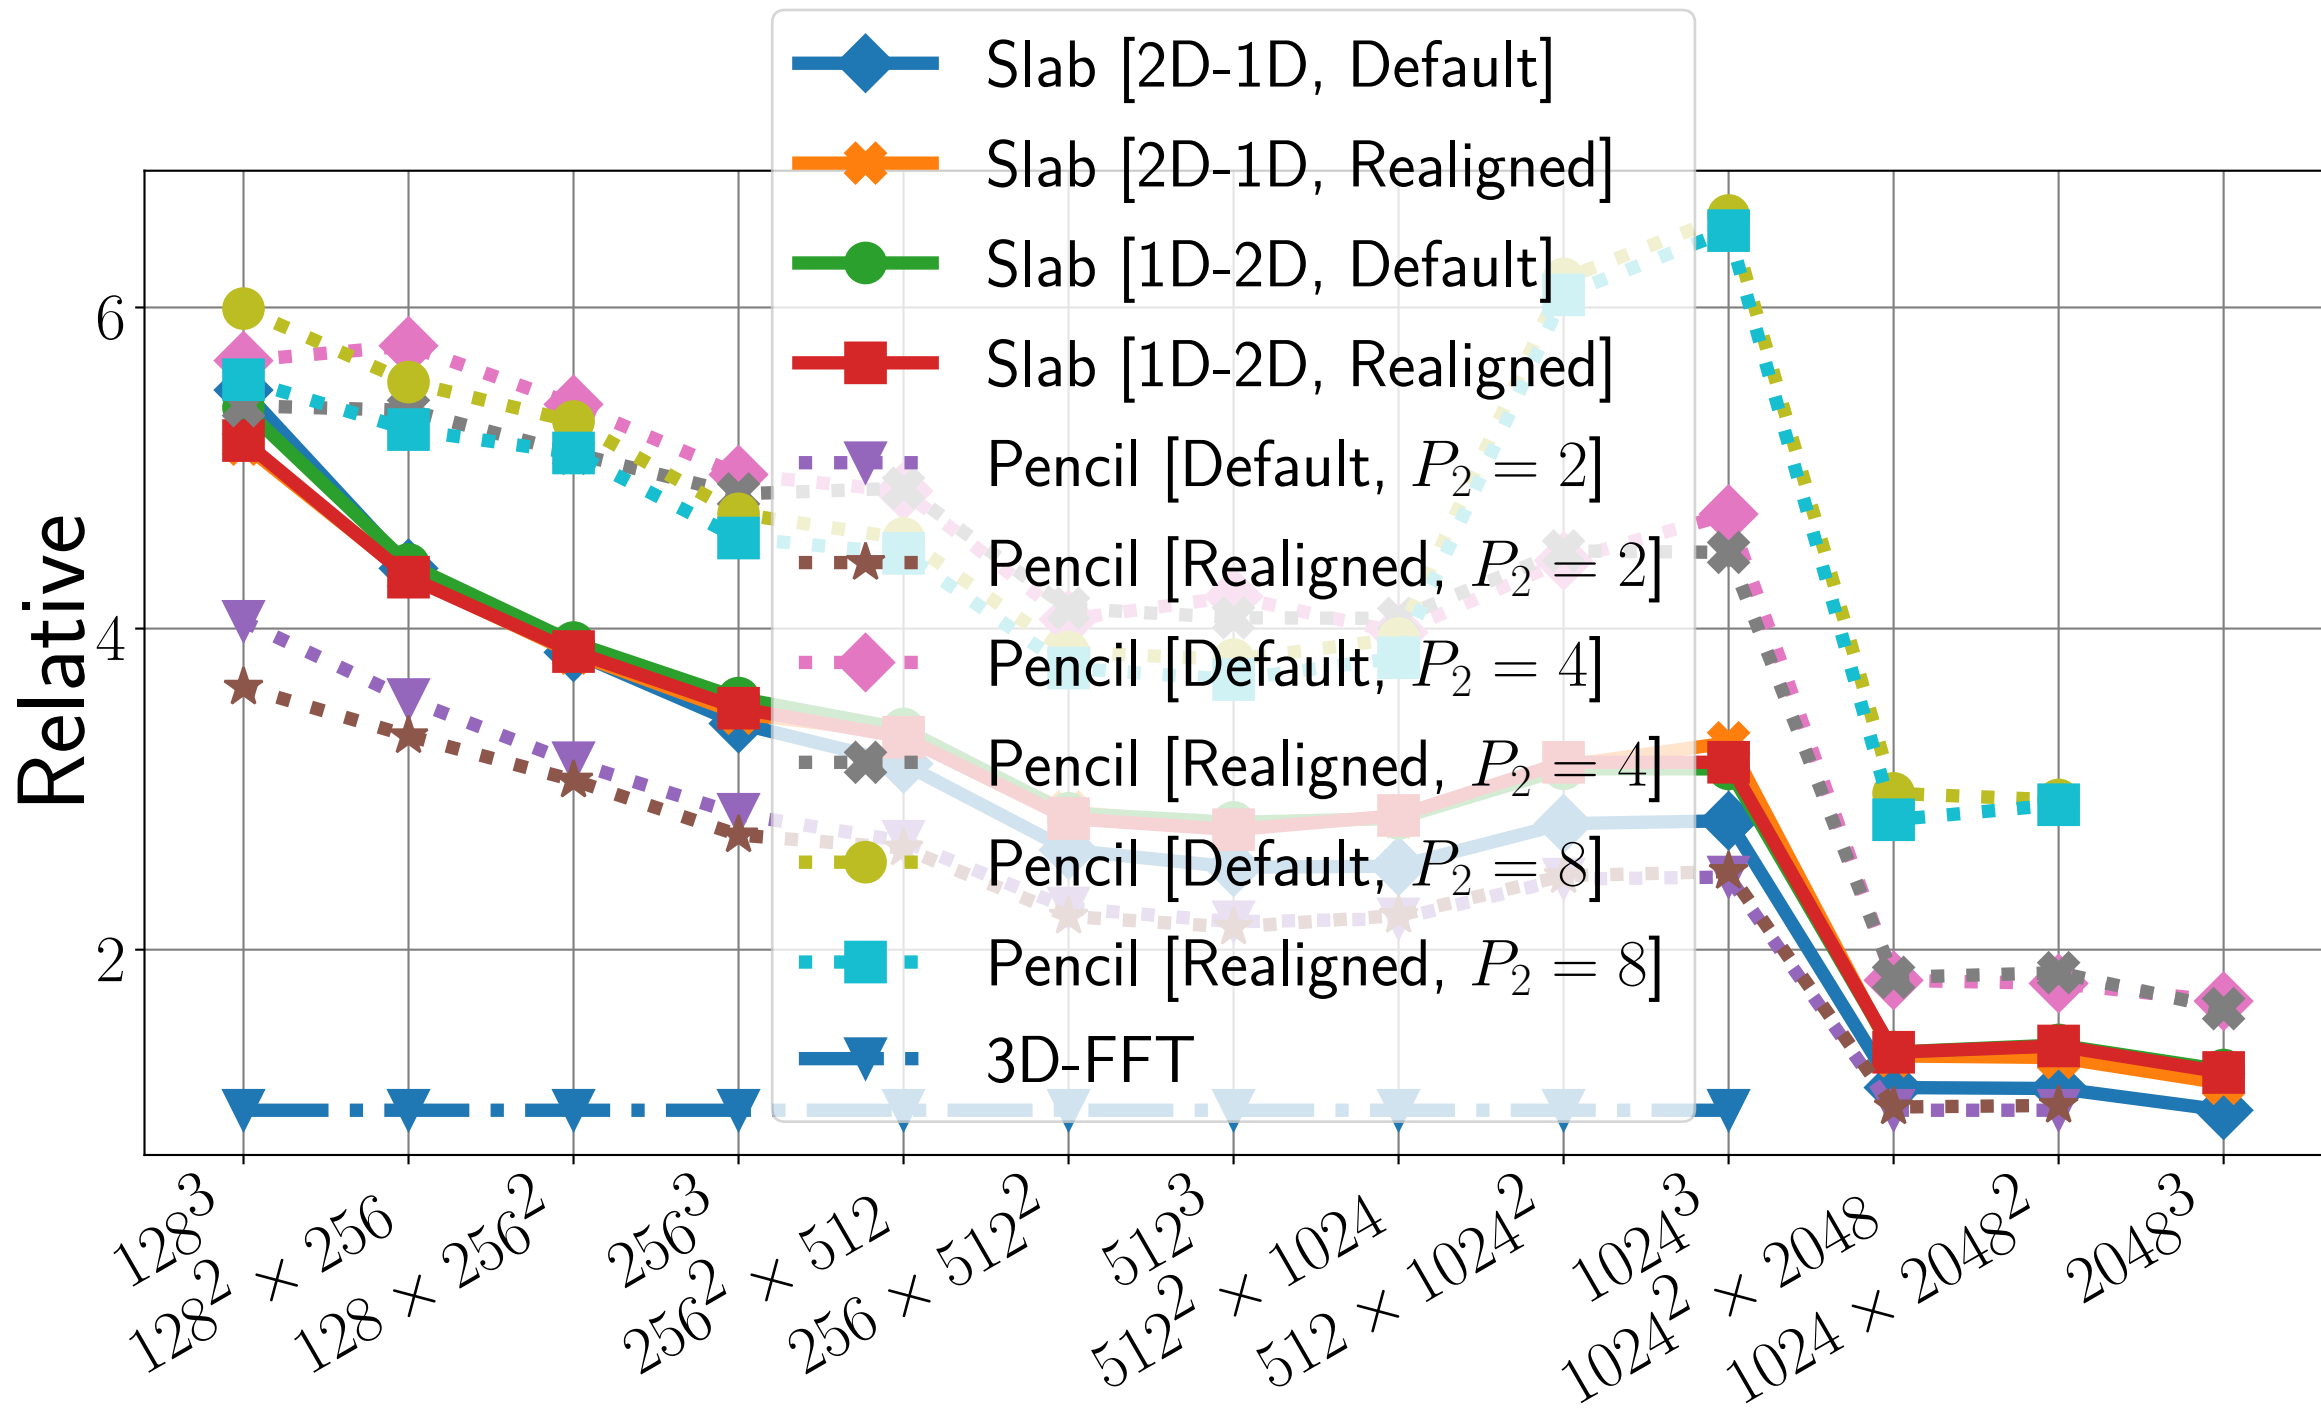 Slab [2D-1D, Default]
Slab [2D-1D, Realigned]
Slab [1D-2D, Default]
Slab [1D-2D, Realigned]
Pencil [Default, P₂ = 2]
Pencil [Realigned, P₂ = 2]
Pencil [Default, P₂ = 4]
Pencil [Realigned, P₂ = 4]
Pencil [Default, P₂ = 8]
Pencil [Realigned, P₂ = 8]
3D-FFT
Relative
6
4
2
128³
128² × 256
128 × 256²
256³
256² × 512
256 × 512²
512³
512² × 1024
512 × 1024²
1024³
1024² × 2048
1024 × 2048²
2048³